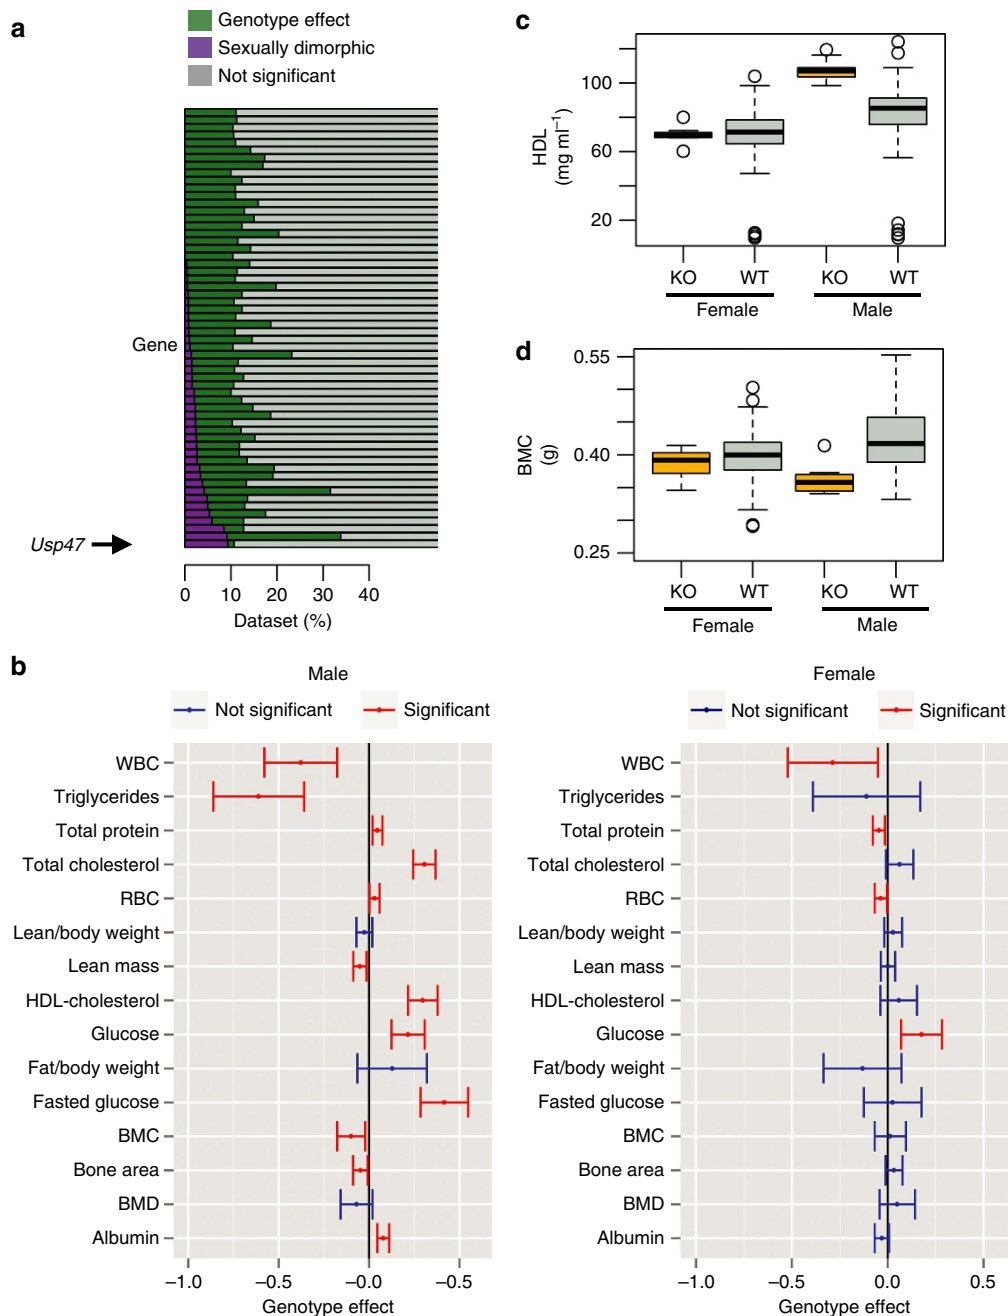 a
Genotype effect
Sexually dimorphic
Not significant
Gene
Usp47
0 10 20 30 40
Dataset (%)
c
HDL
(mg ml−1)
100
60
20
KO WT KO WT
Female Male
d
BMC
(g)
0.55
0.40
0.25
KO WT KO WT
Female Male
b
Male
Not significant Significant
WBC
Triglycerides
Total protein
Total cholesterol
RBC
Lean/body weight
Lean mass
HDL-cholesterol
Glucose
Fat/body weight
Fasted glucose
BMC
Bone area
BMD
Albumin
−1.0 −0.5 −0.0 −0.5
Genotype effect
Female
Not significant Significant
WBC
Triglycerides
Total protein
Total cholesterol
RBC
Lean/body weight
Lean mass
HDL-cholesterol
Glucose
Fat/body weight
Fasted glucose
BMC
Bone area
BMD
Albumin
−1.0 −0.5 0.0 0.5
Genotype effect